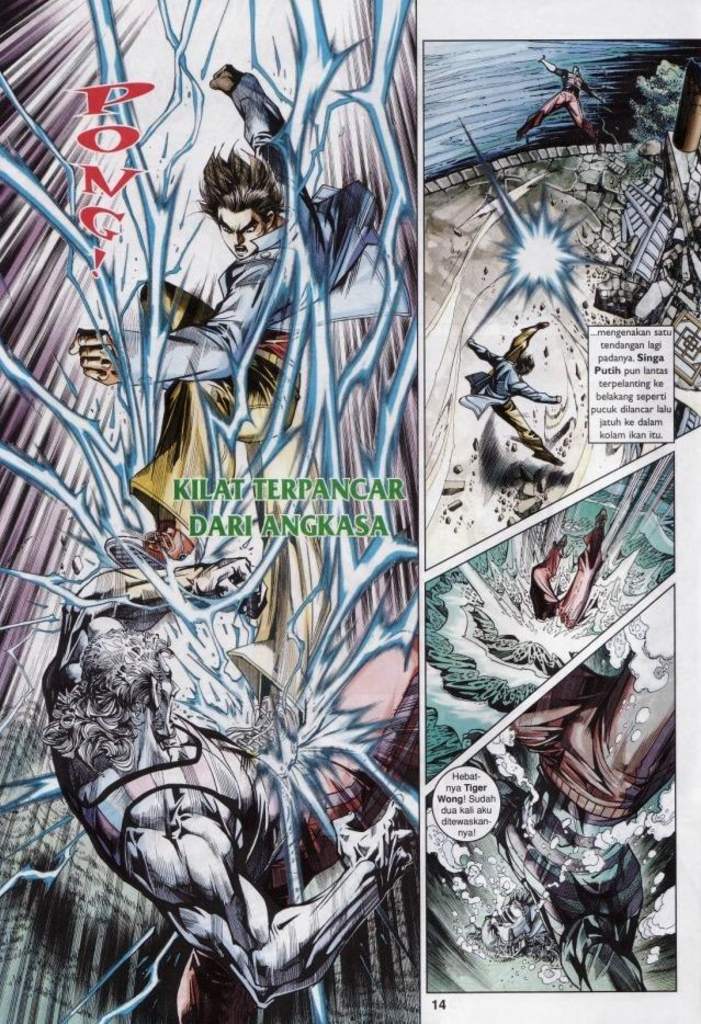 PONG!
KILAT TERPANCAR
DARI ANGKASA
...mengenakan satu
tendangan lagi
padanya. Singa
Putih pun lantas
terpelanting ke
belakang seperti
pucuk dilancar lalu
jatuh ke dalam
kolam ikan itu.
Hebat-
nya Tiger
Wong! Sudah
dua kali aku
ditewaskan-
nya!
14